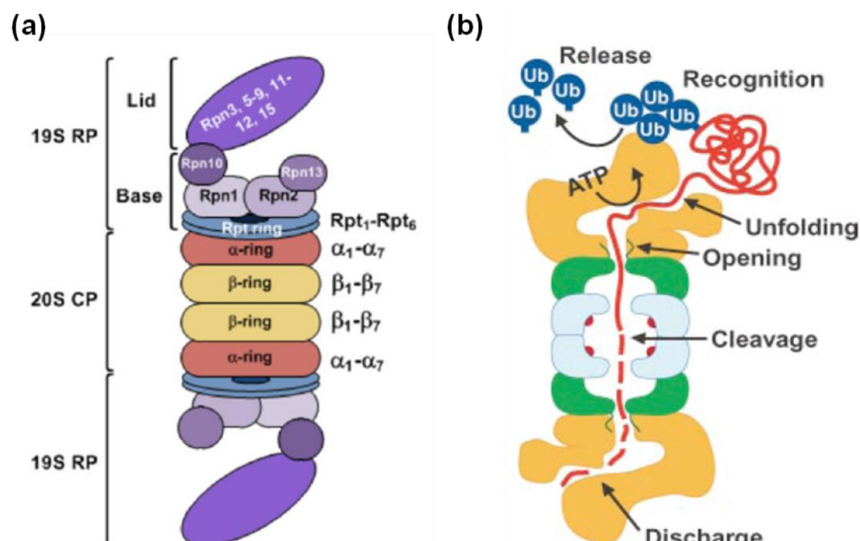 (a)
19S RP
Lid
Rpn3, 5-9, 11-
12, 15
Base
Rpn10
Rpn13
Rpn1
Rpn2
Rpt ring
Rpt₁-Rpt₆
20S CP
α-ring
α₁-α₇
β-ring
β₁-β₇
β-ring
β₁-β₇
α-ring
α₁-α₇
19S RP
(b)
Release
Recognition
Ub
Ub
Ub
Ub
Ub
Ub
Ub
ATP
Unfolding
Opening
Cleavage
Discharge